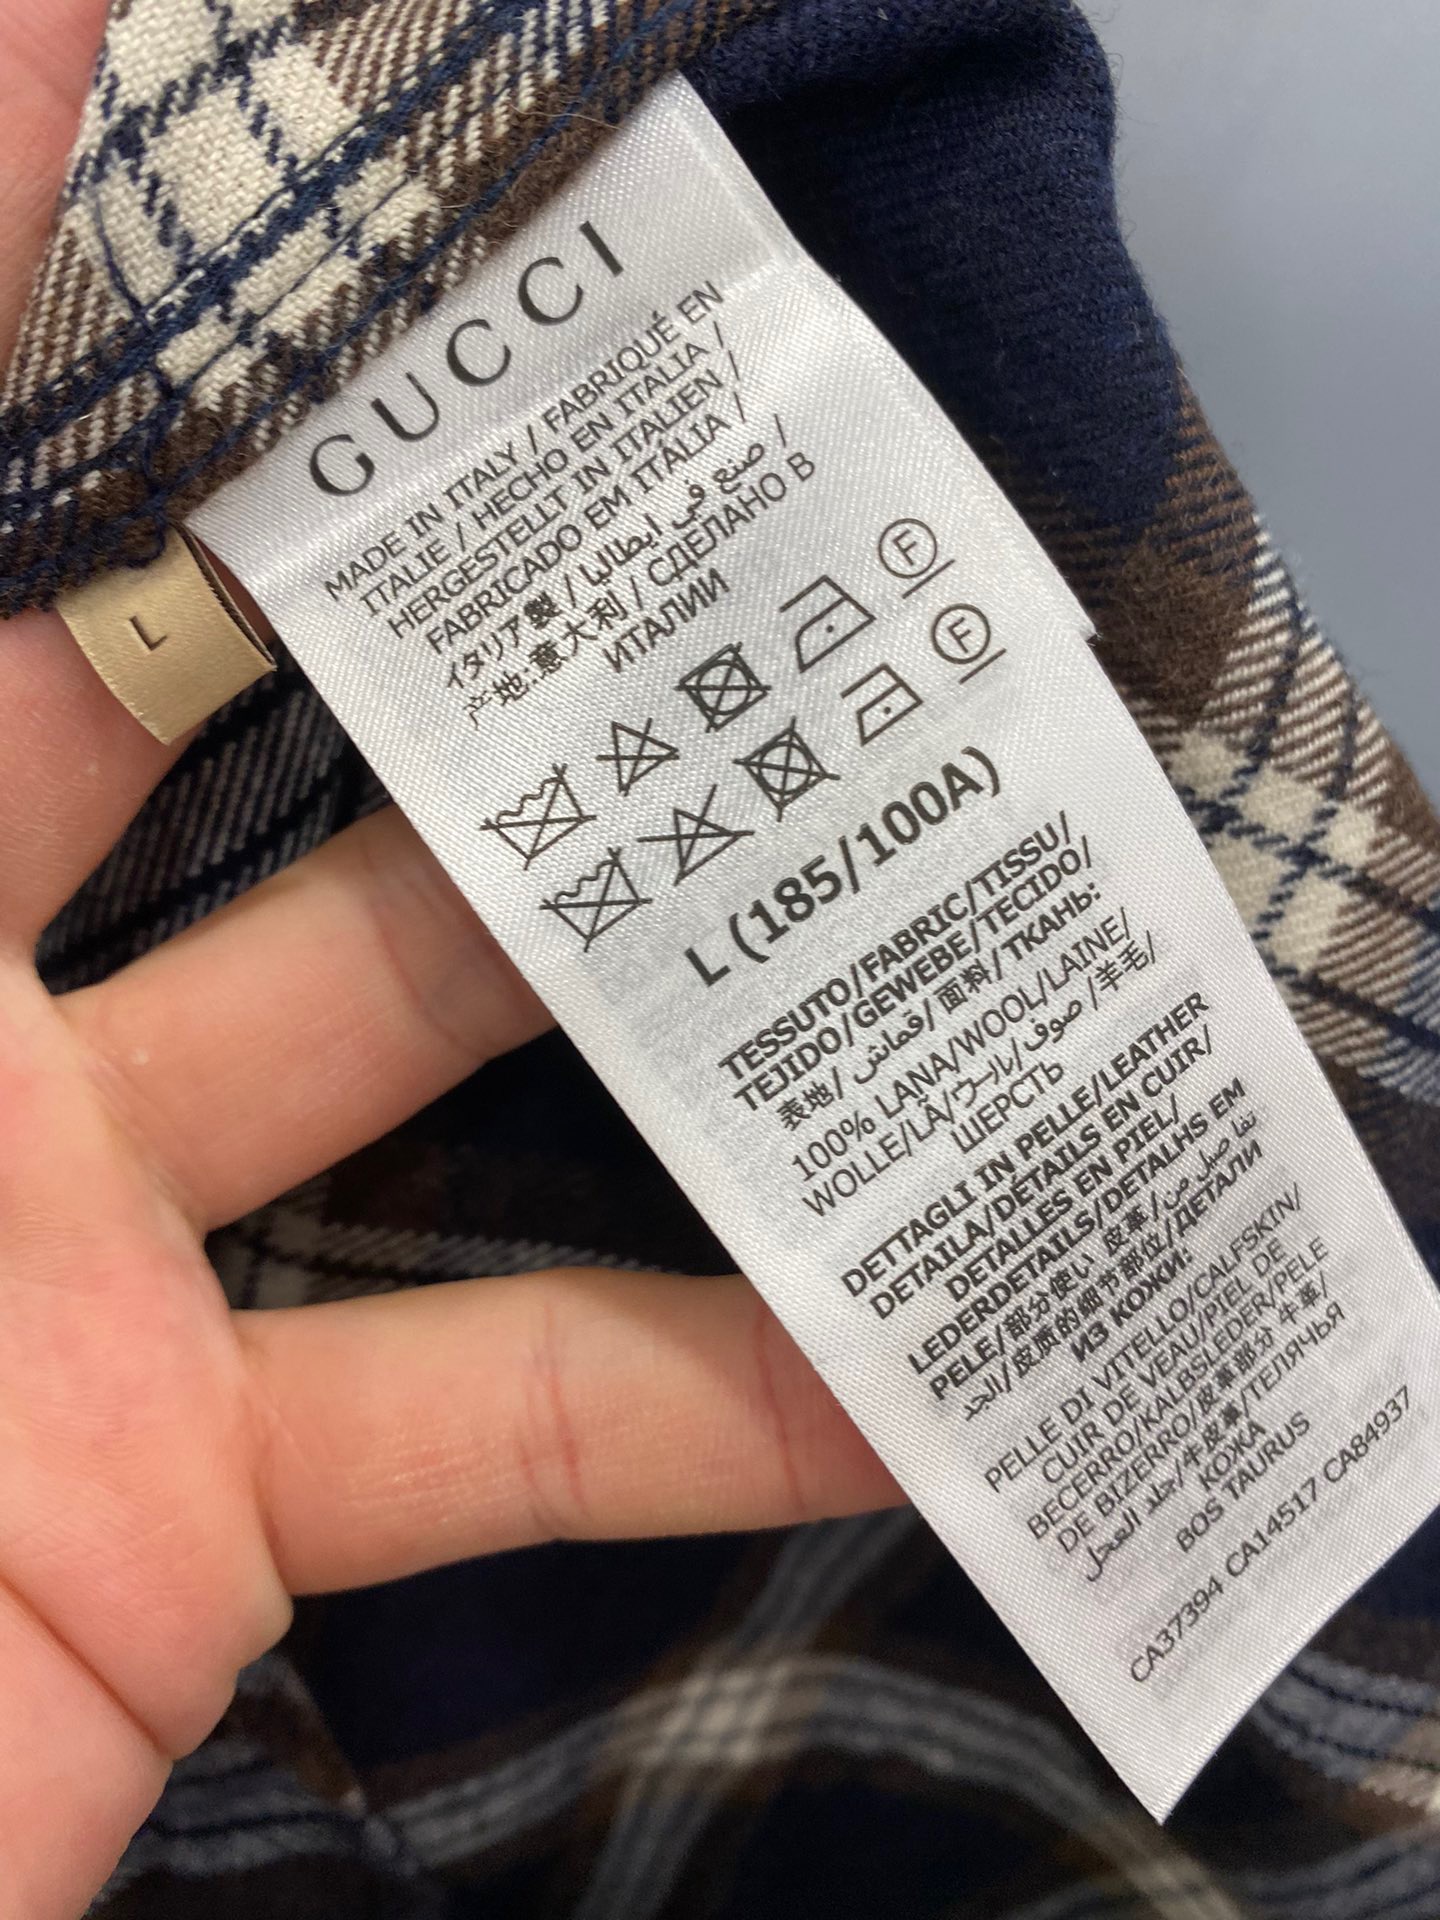 GUCCI
MADE IN ITALY / FABRIQUÉ EN
ITALIE / HECHO EN ITALIA /
HERGESTELLT IN ITALIEN /
FABRICADO EM ITÁLIA /
イタリア製 / صنع في ايطاليا /
产地:意大利 / СДЕЛАНО В
ИТАЛИИ
L
F
F
L (185/100A)
TESSUTO/FABRIC/TISSU/
TEJIDO/GEWEBE/TECIDO/
表地/قماش/面料/ТКАНЬ:
100% LANA/WOOL/LAINE/
WOLLE/LÃ/ウール/صوف/羊毛/
ШЕРСТЬ
DETTAGLI IN PELLE/LEATHER
DETAILA/DÉTAILS EN CUIR/
DETALLES EN PIEL/
LEDERDETAILS/DETALHS EM
PELE/部分使い 皮革/تفاصيل من
الجلد/皮质的细节部位/ДЕТАЛИ
ИЗ КОЖИ:
PELLE DI VITELLO/CALFSKIN/
CUIR DE VEAU/PIEL DE
BECERRO/KALBSLEDER/PELE
DE BIZERRO/皮革部分 牛革/
جلد العجل/牛皮革/ТЕЛЯЧЬЯ
КОЖА
BOS TAURUS
CA37394 CA14517 CA84937